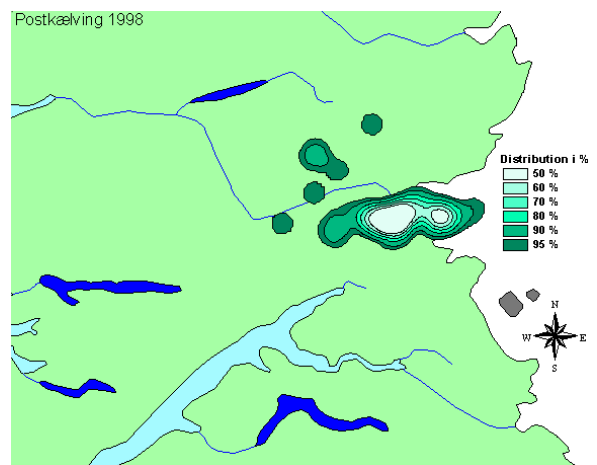 Postkælving 1998
Distribution i %
50 %
60 %
70 %
80 %
90 %
95 %
N
W E
S